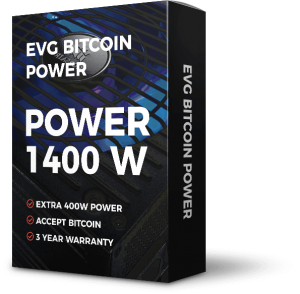 EVG BITCOIN
POWER
POWER
1400 W
EXTRA 400W POWER
ACCEPT BITCOIN
3 YEAR WARRANTY
EVG BITCOIN POWER